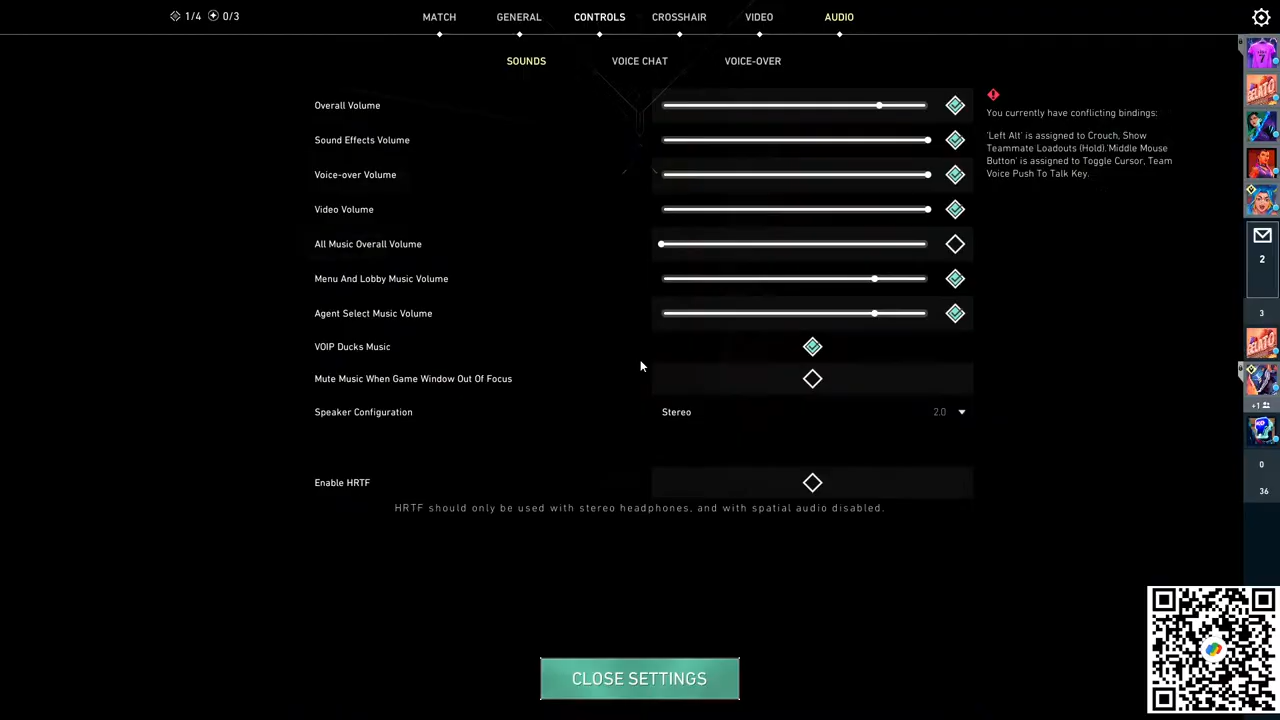 1/4 0/3
MATCH GENERAL CONTROLS CROSSHAIR VIDEO AUDIO
SOUNDS VOICE CHAT VOICE-OVER
Overall Volume
Sound Effects Volume
Voice-over Volume
Video Volume
All Music Overall Volume
Menu And Lobby Music Volume
Agent Select Music Volume
VOIP Ducks Music
Mute Music When Game Window Out Of Focus
Speaker Configuration Stereo 2.0
Enable HRTF
HRTF should only be used with stereo headphones, and with spatial audio disabled.
CLOSE SETTINGS
You currently have conflicting bindings:
'Left Alt' is assigned to Crouch, Show
Teammate Loadouts (Hold).'Middle Mouse
Button' is assigned to Toggle Cursor, Team
Voice Push To Talk Key.
7
GELATO
2
3
GELATO
+1
0
36